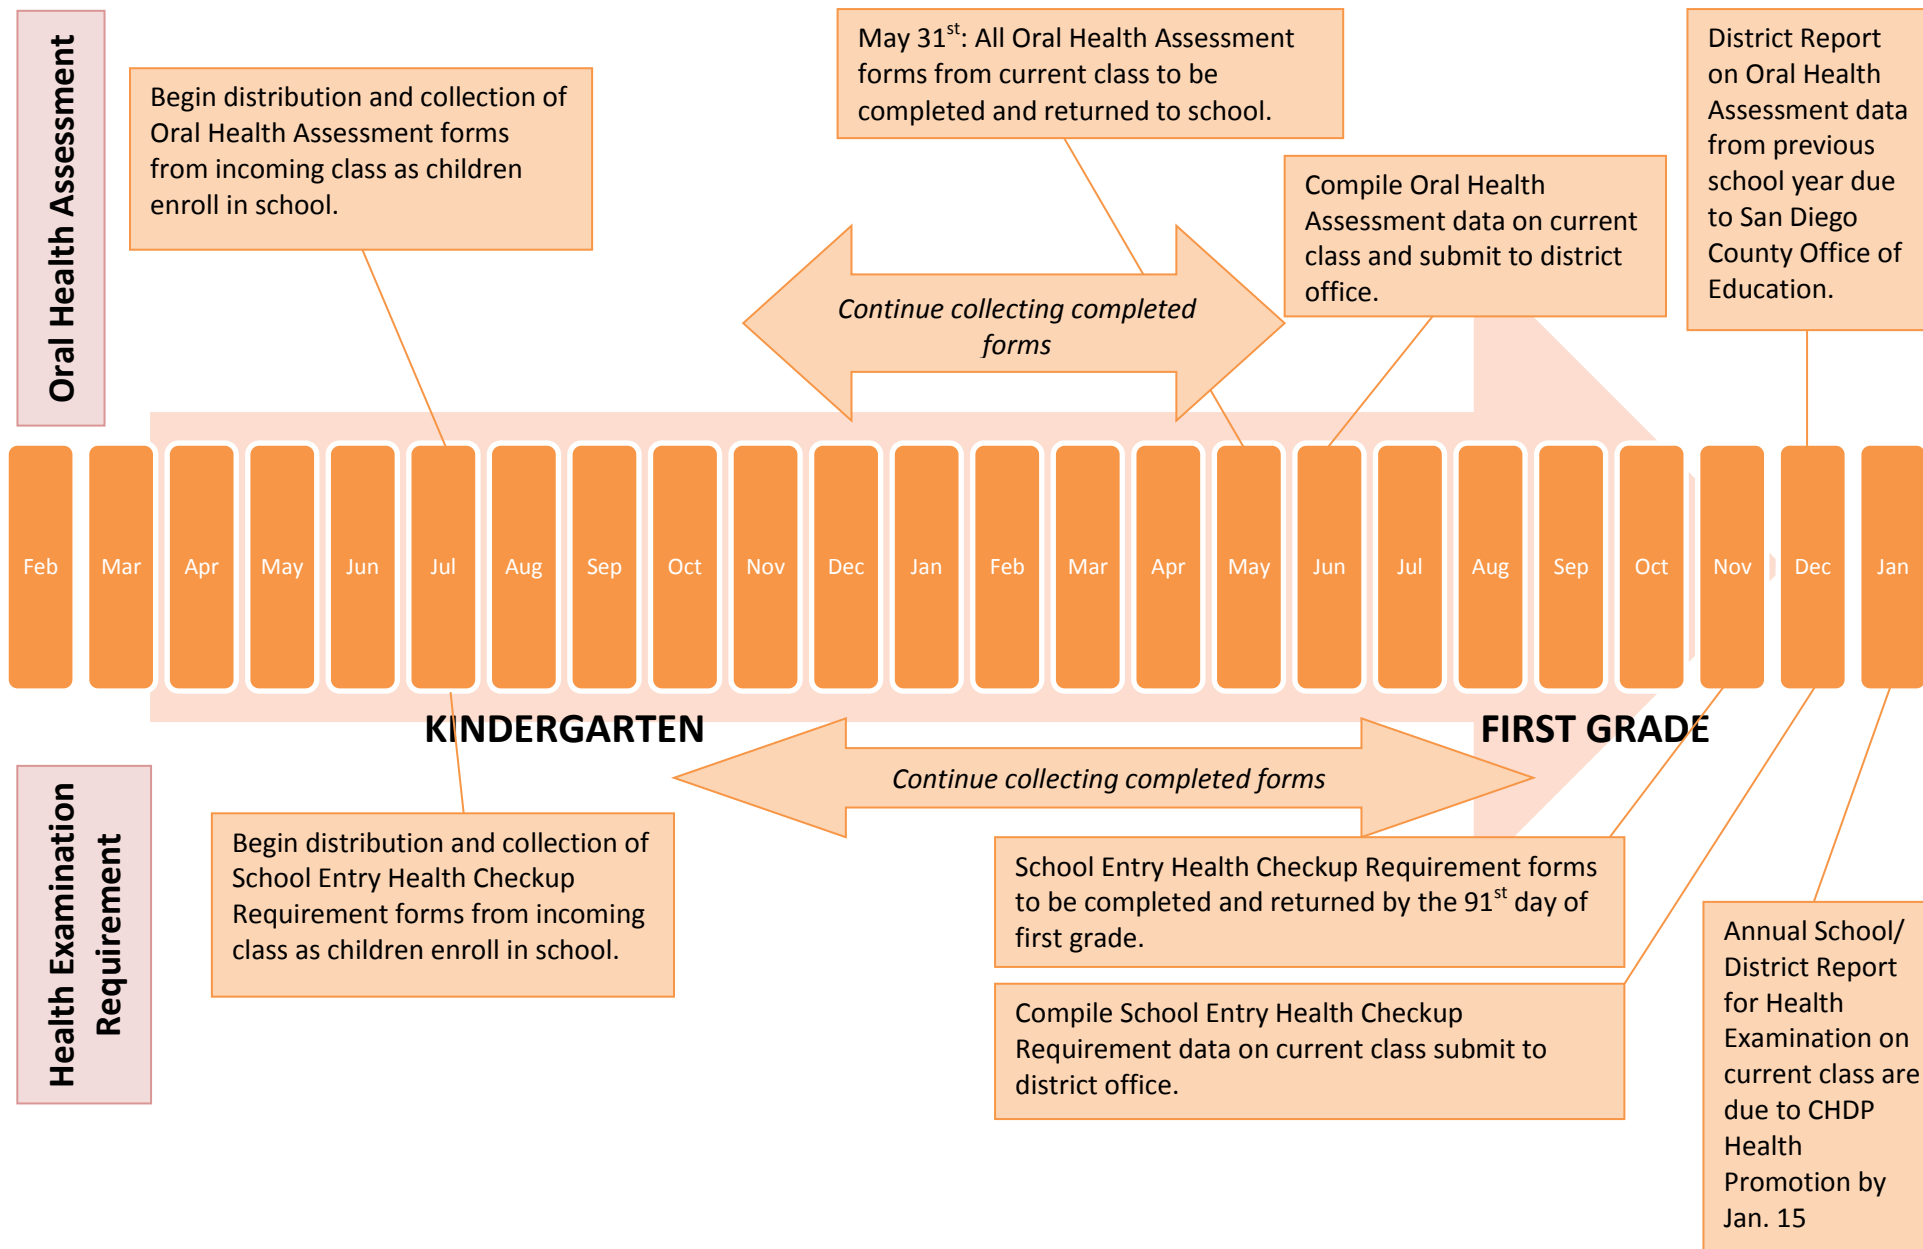 Oral Health Assessment
Begin distribution and collection of
Oral Health Assessment forms
from incoming class as children
enroll in school.
May 31st: All Oral Health Assessment
forms from current class to be
completed and returned to school.
Compile Oral Health
Assessment data on current
class and submit to district
office.
District Report
on Oral Health
Assessment data
from previous
school year due
to San Diego
County Office of
Education.
Continue collecting completed
forms
Feb Mar Apr May Jun Jul Aug Sep Oct Nov Dec Jan Feb Mar Apr May Jun Jul Aug Sep Oct Nov Dec Jan
KINDERGARTEN FIRST GRADE
Health Examination
Requirement
Continue collecting completed forms
Begin distribution and collection of
School Entry Health Checkup
Requirement forms from incoming
class as children enroll in school.
School Entry Health Checkup Requirement forms
to be completed and returned by the 91st day of
first grade.
Compile School Entry Health Checkup
Requirement data on current class submit to
district office.
Annual School/
District Report
for Health
Examination on
current class are
due to CHDP
Health
Promotion by
Jan. 15